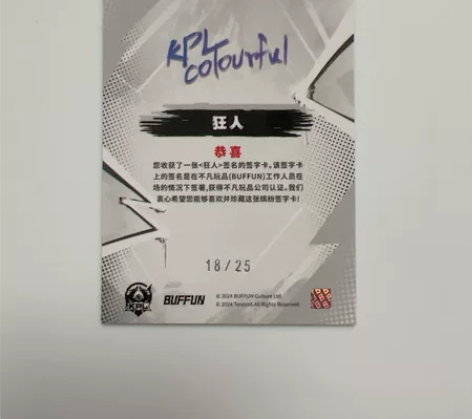 KPL
colourful
狂人
恭喜
您收获了一张<狂人>签名的签字卡。该签字卡
上的签名是在不凡玩品(BUFFUN)工作人员在
场的情况下签署,获得不凡玩品公司认证。我们
衷心希望您能够喜欢并珍藏这张缤纷签字卡!
18/25
KPL
BUFFUN
© 2024 BUFFUN Culture Ltd.
© 2024 Tencent All Rights Reserved